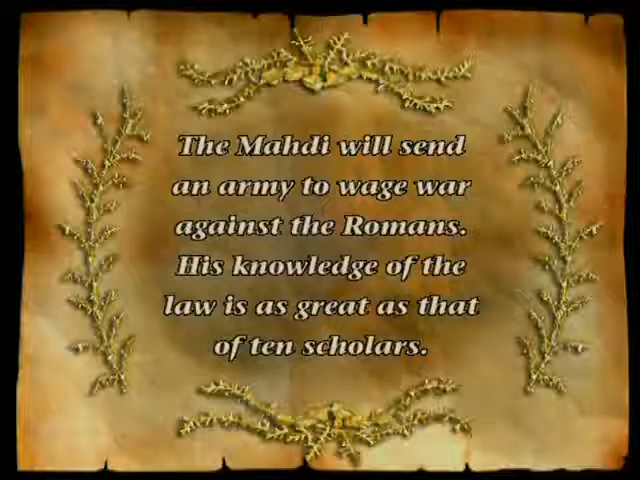 The Mahdi will send
an army to wage war
against the Romans.
His knowledge of the
law is as great as that
of ten scholars.